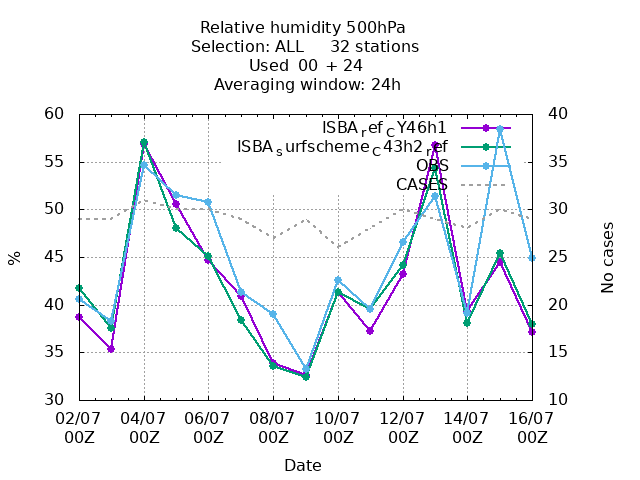 Relative humidity 500hPa
Selection: ALL 32 stations
Used 00 + 24
Averaging window: 24h
60 40
ISBA_ref_CY46h1
ISBA_surfscheme_C43h2_ref
OBS
CASES
55 35
50 30
45 25
40 20
35 15
30 10
%
No cases
02/07 04/07 06/07 08/07 10/07 12/07 14/07 16/07
00Z 00Z 00Z 00Z 00Z 00Z 00Z 00Z
Date